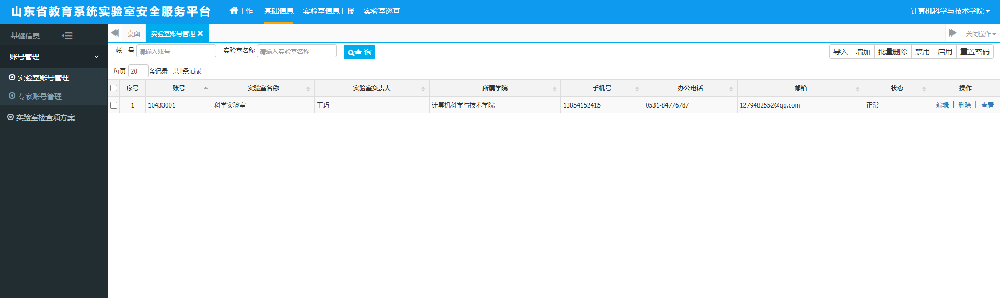 山东省教育系统实验室安全服务平台 工作 基础信息 实验室信息上报 实验室巡查 计算机科学与技术学院
基础信息 桌面 实验室账号管理 关闭操作
账号管理
实验室账号管理
专家账号管理
实验室检查项方案
帐 号 请输入账号 实验室名称 请输入实验室名称 查 询 导入 增加 批量删除 禁用 启用 重置密码
每页 20 条记录 共1条记录
序号 账号 实验室名称 实验室负责人 所属学院 手机号 办公电话 邮箱 状态 操作
1 10433001 科学实验室 王巧 计算机科学与技术学院 13854152415 0531-84776787 1279482552@qq.com 正常 编辑 | 删除 | 查看